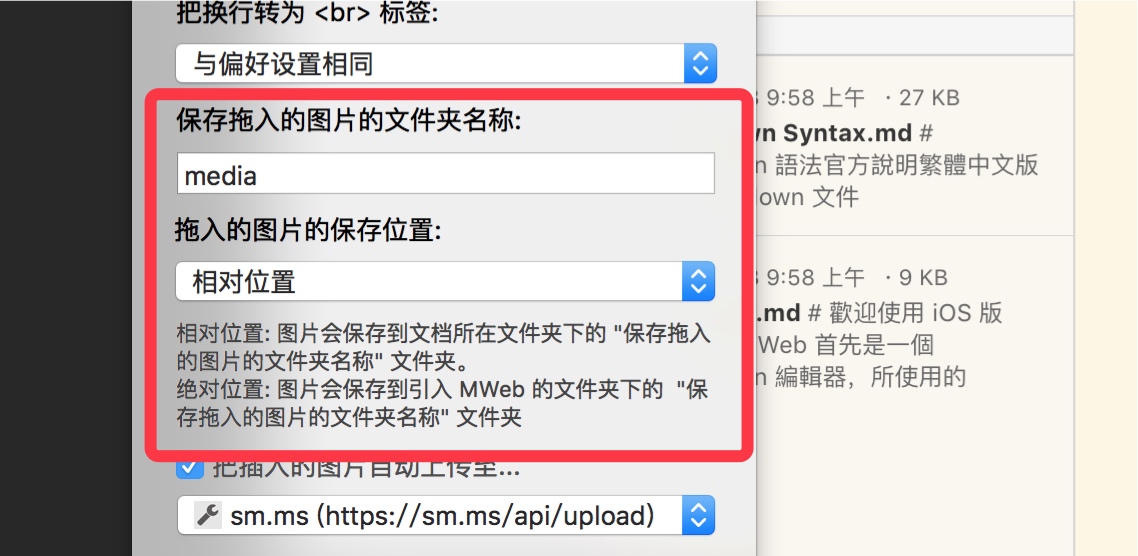 把换行转为 <br> 标签:
与偏好设置相同
保存拖入的图片的文件夹名称:
media
拖入的图片的保存位置:
相对位置
相对位置: 图片会保存到文档所在文件夹下的 "保存拖入
的图片的文件夹名称" 文件夹。
绝对位置: 图片会保存到引入 MWeb 的文件夹下的 "保
存拖入的图片的文件夹名称" 文件夹
把插入的图片自动上传至...
sm.ms (https://sm.ms/api/upload)
9:58 上午 · 27 KB
Syntax.md #
語法官方說明繁體中文版
own 文件
9:58 上午 · 9 KB
.md # 歡迎使用 iOS 版
Web 首先是一個
編輯器，所使用的